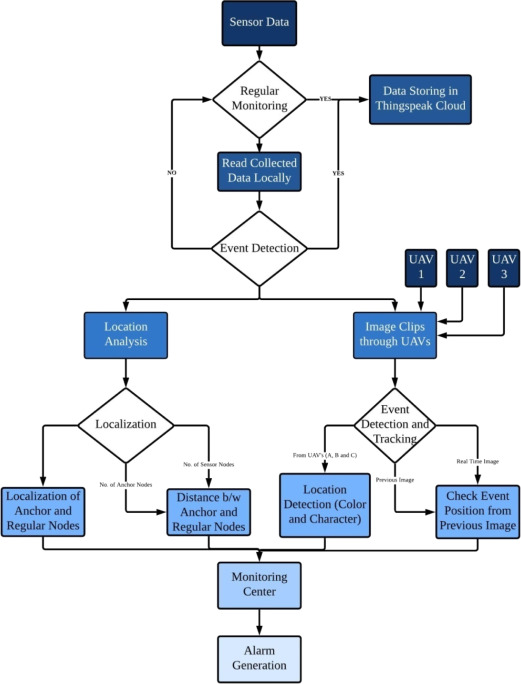 Sensor Data
Regular
Monitoring
YES
Data Storing in
Thingspeak Cloud
Read Collected
Data Locally
NO
YES
Event Detection
UAV
1
UAV
2
UAV
3
Location
Analysis
Image Clips
through UAVs
Localization
Event
Detection and
Tracking
No. of Sensor Nodes
No. of Anchor Nodes
From UAV's (A, B and C)
Real Time Image
Previous Image
Localization of
Anchor and
Regular Nodes
Distance b/w
Anchor and
Regular Nodes
Location
Detection (Color
and Character)
Check Event
Position from
Previous Image
Monitoring
Center
Alarm
Generation